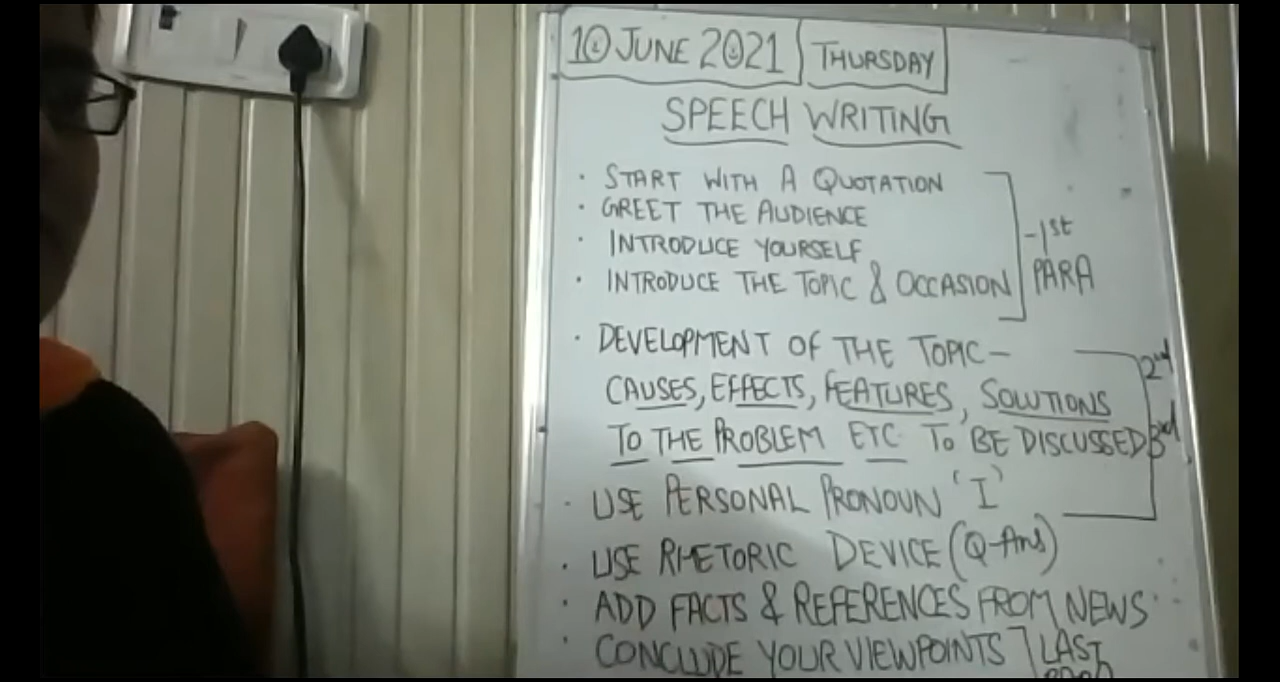 10 JUNE 2021 THURSDAY
SPEECH WRITING
· START WITH A QUOTATION
· GREET THE AUDIENCE
· INTRODUCE YOURSELF
· INTRODUCE THE TOPIC & OCCASION
-1st
PARA
· DEVELOPMENT OF THE TOPIC -
CAUSES, EFFECTS, FEATURES, SOLUTIONS
TO THE PROBLEM ETC TO BE DISCUSSED
· USE PERSONAL PRONOUN 'I'
2nd
3rd
· USE RHETORIC DEVICE (Q-Ans)
· ADD FACTS & REFERENCES FROM NEWS
· CONCLUDE YOUR VIEWPOINTS ] LAST